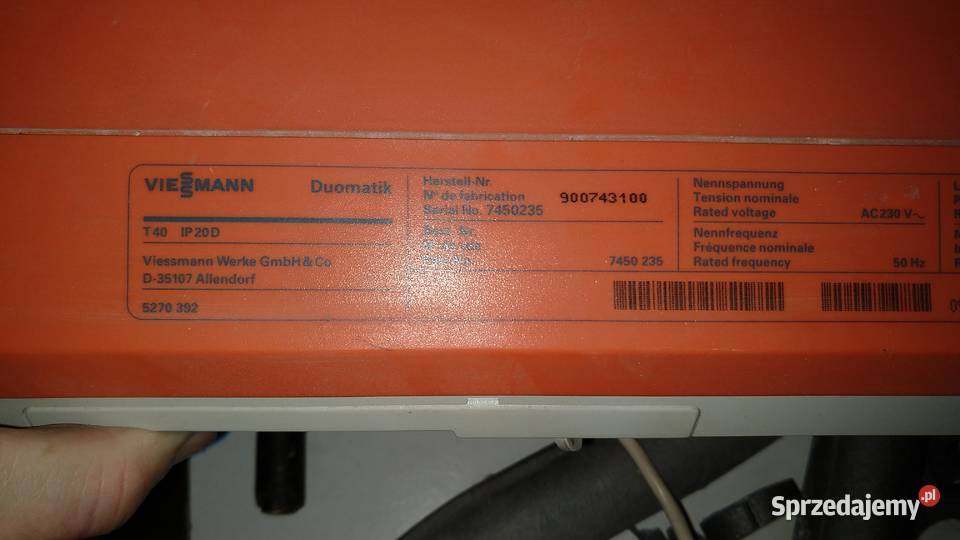 VIESSMANN Duomatik
T40 IP20D
Viessmann Werke GmbH & Co
D-35107 Allendorf
5270 392
Herstell-Nr.
N° de fabrication 900743100
Serial No. 7450235
7450 235
Nennspannung
Tension nominale
Rated voltage AC 230 V~
Nennfrequenz
Fréquence nominale
Rated frequency 50 Hz
Sprzedajemy.pl